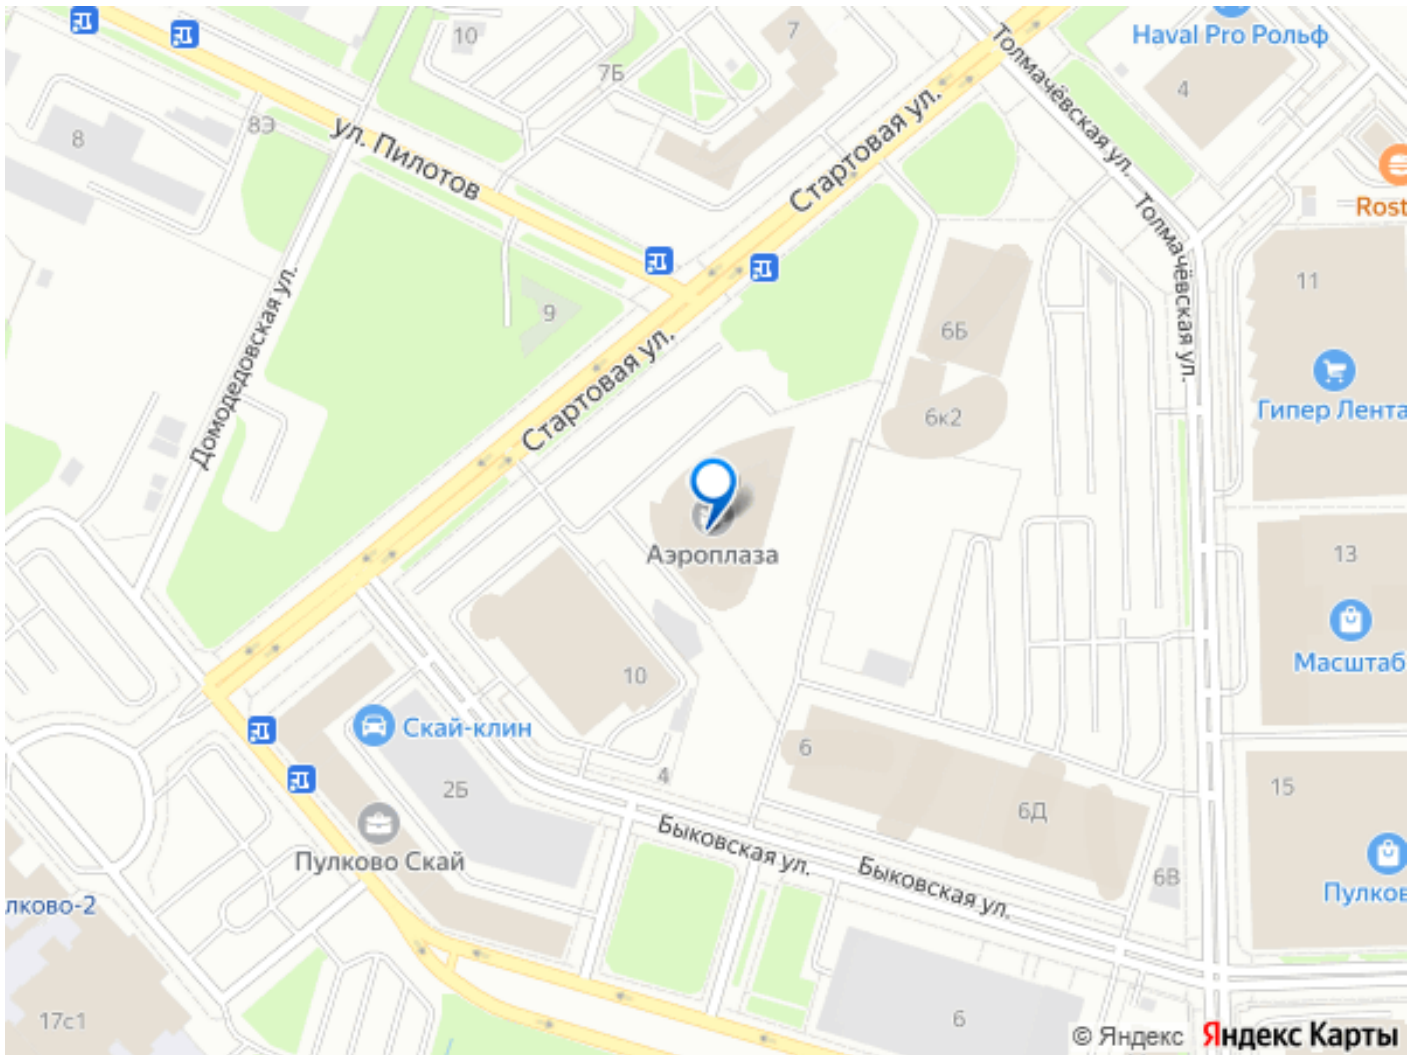 Haval Pro Рольф
10
7
7Б
4
8
8Э
ул. Пилотов
Стартовая ул.
Толмачёвская ул.
Rost
Толмачёвская ул.
11
9
Домодедовская ул.
6Б
Стартовая ул.
Гипер Лента
6к2
Аэроплаза
13
Масштаб
10
Скай-клин
6
2Б
4
15
6Д
Быковская ул.
Пулково Скай
Быковская ул.
6В
Пулков
лково-2
17с1
6
© Яндекс Яндекс Карты